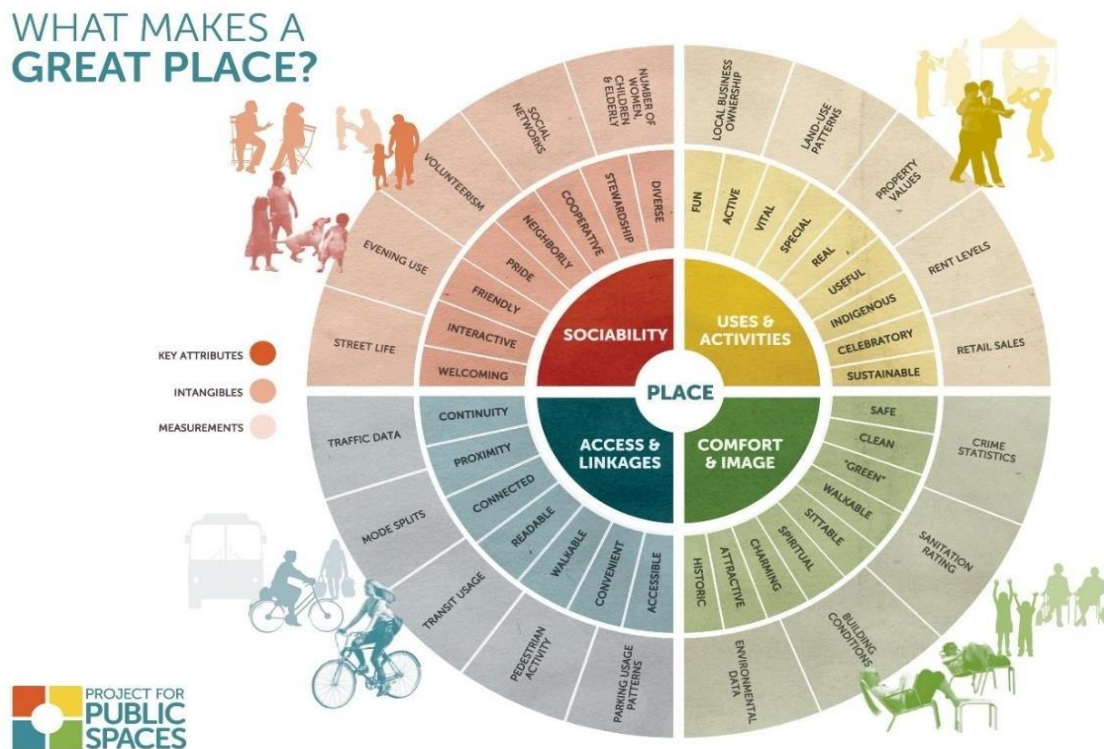 WHAT MAKES A
GREAT PLACE?
NUMBER OF
WOMEN,
CHILDREN
& ELDERLY
SOCIAL
NETWORKS
VOLUNTEERISM
EVENING USE
STREET LIFE
LOCAL BUSINESS
OWNERSHIP
LAND-USE
PATTERNS
PROPERTY
VALUES
RENT LEVELS
RETAIL SALES
DIVERSE
STEWARDSHIP
COOPERATIVE
NEIGHBORLY
PRIDE
FRIENDLY
INTERACTIVE
WELCOMING
FUN
ACTIVE
VITAL
SPECIAL
REAL
USEFUL
INDIGENOUS
CELEBRATORY
SUSTAINABLE
SOCIABILITY
USES &
ACTIVITIES
PLACE
ACCESS &
LINKAGES
COMFORT
& IMAGE
KEY ATTRIBUTES
INTANGIBLES
MEASUREMENTS
CONTINUITY
PROXIMITY
CONNECTED
READABLE
WALKABLE
CONVENIENT
ACCESSIBLE
SAFE
CLEAN
"GREEN"
WALKABLE
SITTABLE
SPIRITUAL
CHARMING
ATTRACTIVE
HISTORIC
TRAFFIC DATA
MODE SPLITS
TRANSIT USAGE
PEDESTRIAN
ACTIVITY
PARKING USAGE
PATTERNS
CRIME
STATISTICS
SANITATION
RATING
BUILDING
CONDITIONS
ENVIRONMENTAL
DATA
PROJECT FOR
PUBLIC
SPACES